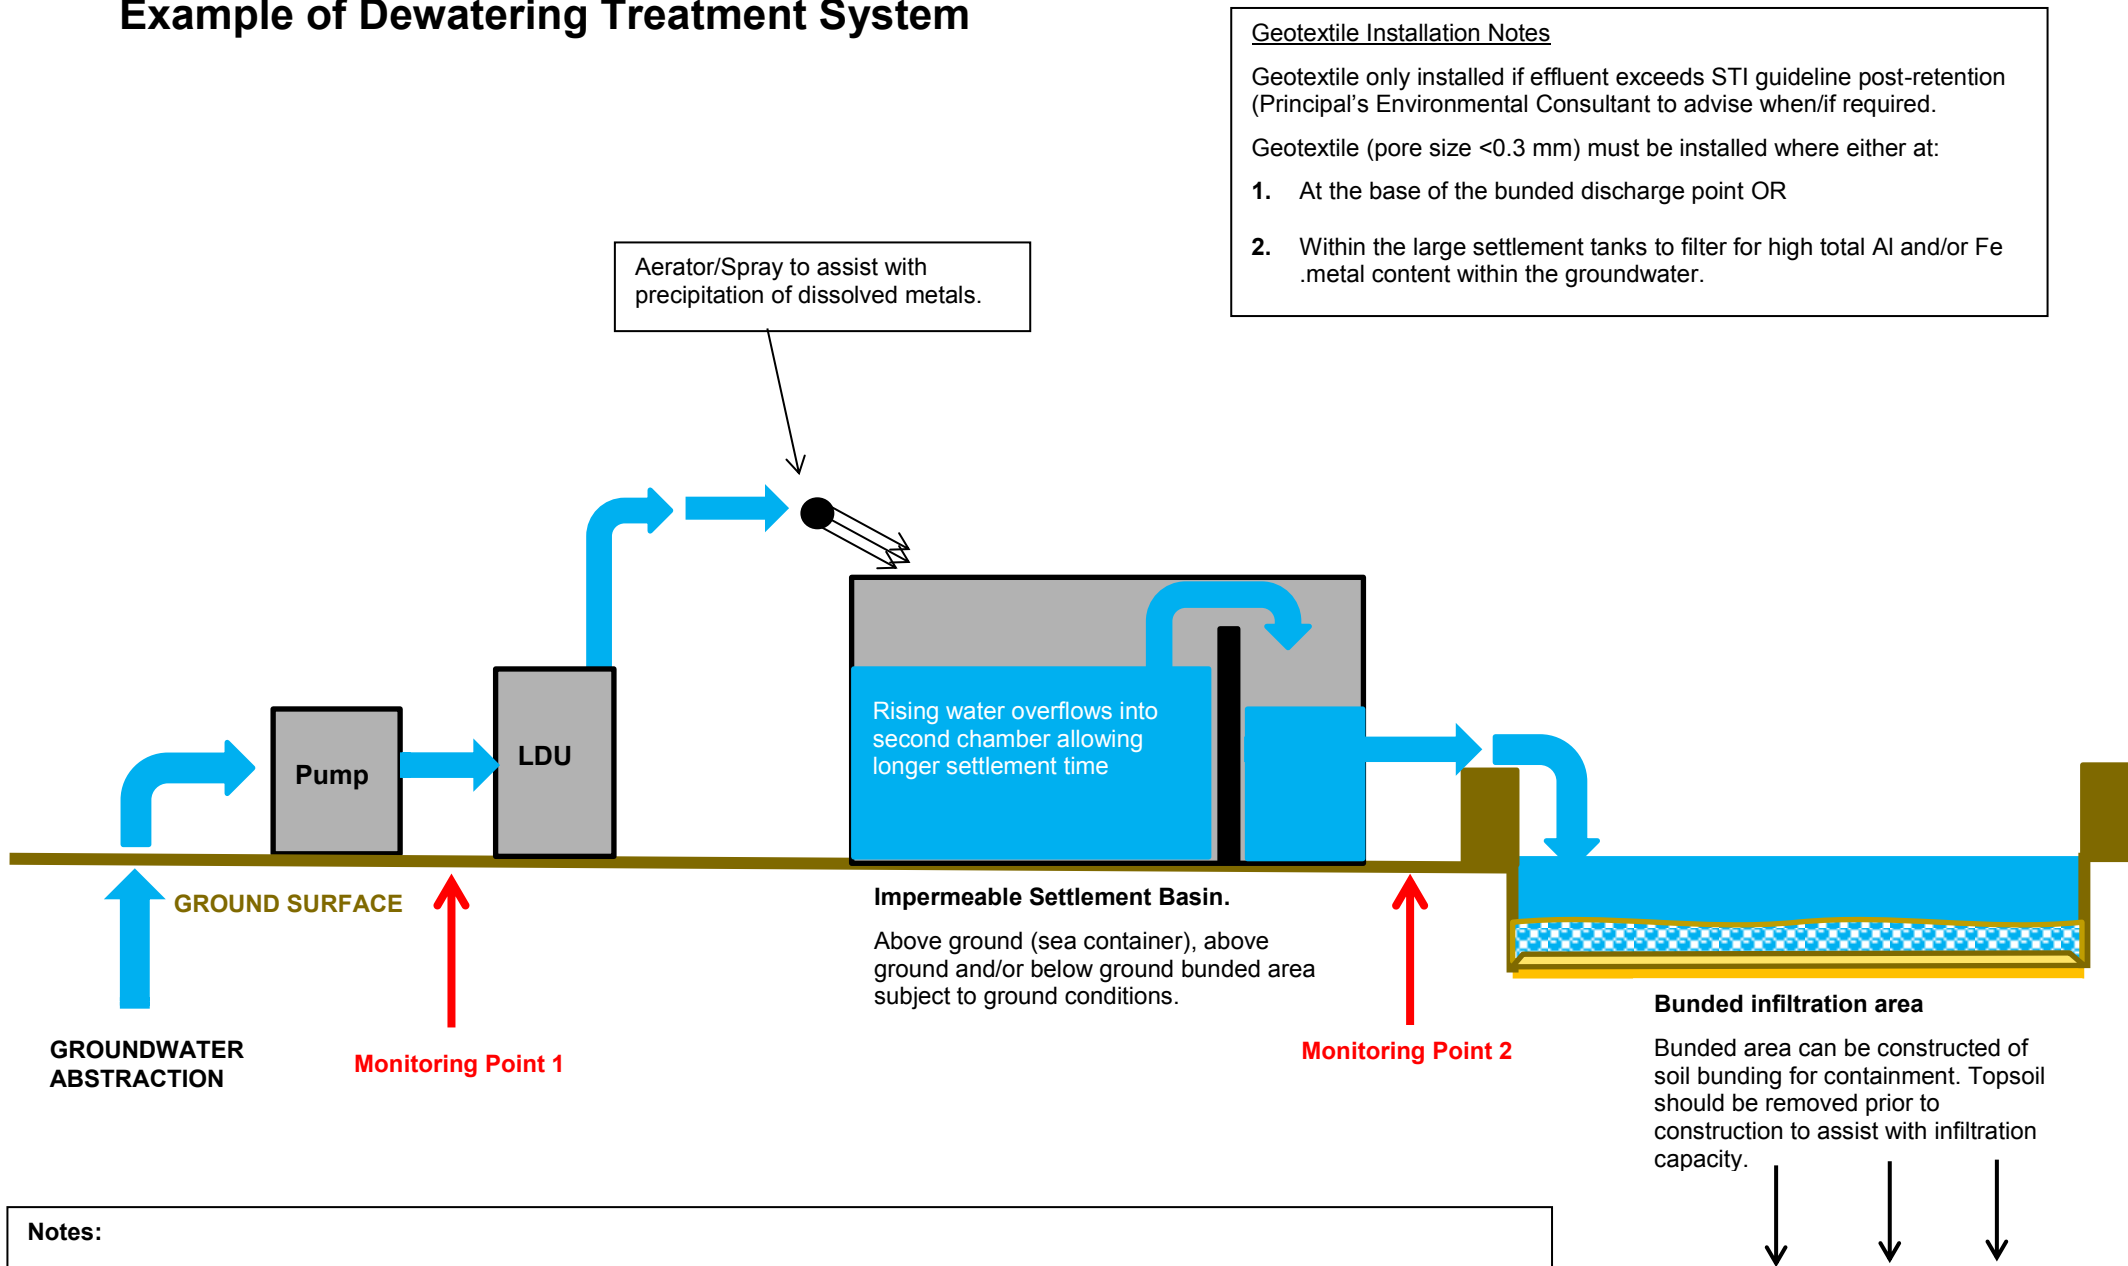 Example of Dewatering Treatment System
Geotextile Installation Notes
Geotextile only installed if effluent exceeds STI guideline post-retention
(Principal's Environmental Consultant to advise when/if required.
Geotextile (pore size <0.3 mm) must be installed where either at:
1. At the base of the bunded discharge point OR
2. Within the large settlement tanks to filter for high total Al and/or Fe
.metal content within the groundwater.
Aerator/Spray to assist with
precipitation of dissolved metals.
Pump
LDU
Rising water overflows into
second chamber allowing
longer settlement time
GROUND SURFACE
GROUNDWATER
ABSTRACTION
Monitoring Point 1
Impermeable Settlement Basin.
Above ground (sea container), above
ground and/or below ground bunded area
subject to ground conditions.
Monitoring Point 2
Bunded infiltration area
Bunded area can be constructed of
soil bunding for containment. Topsoil
should be removed prior to
construction to assist with infiltration
capacity.
Notes: